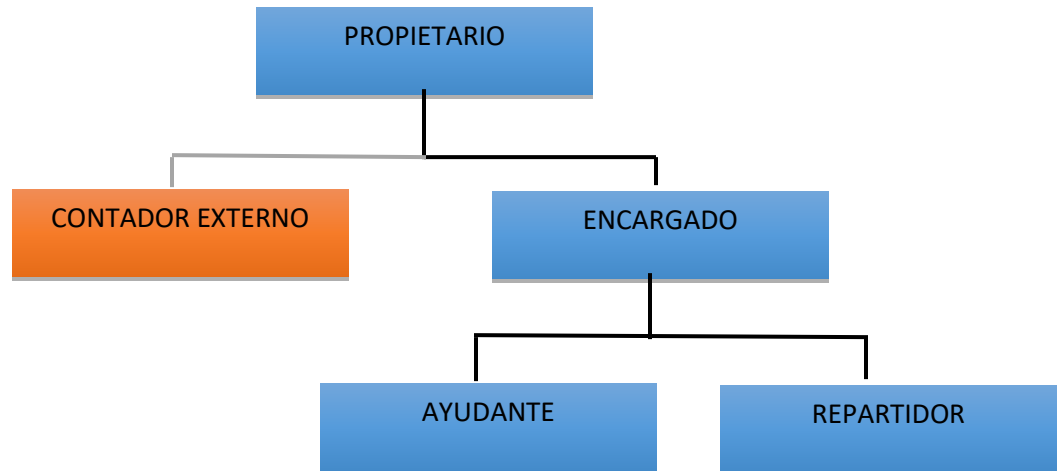 PROPIETARIO
CONTADOR EXTERNO
ENCARGADO
AYUDANTE
REPARTIDOR